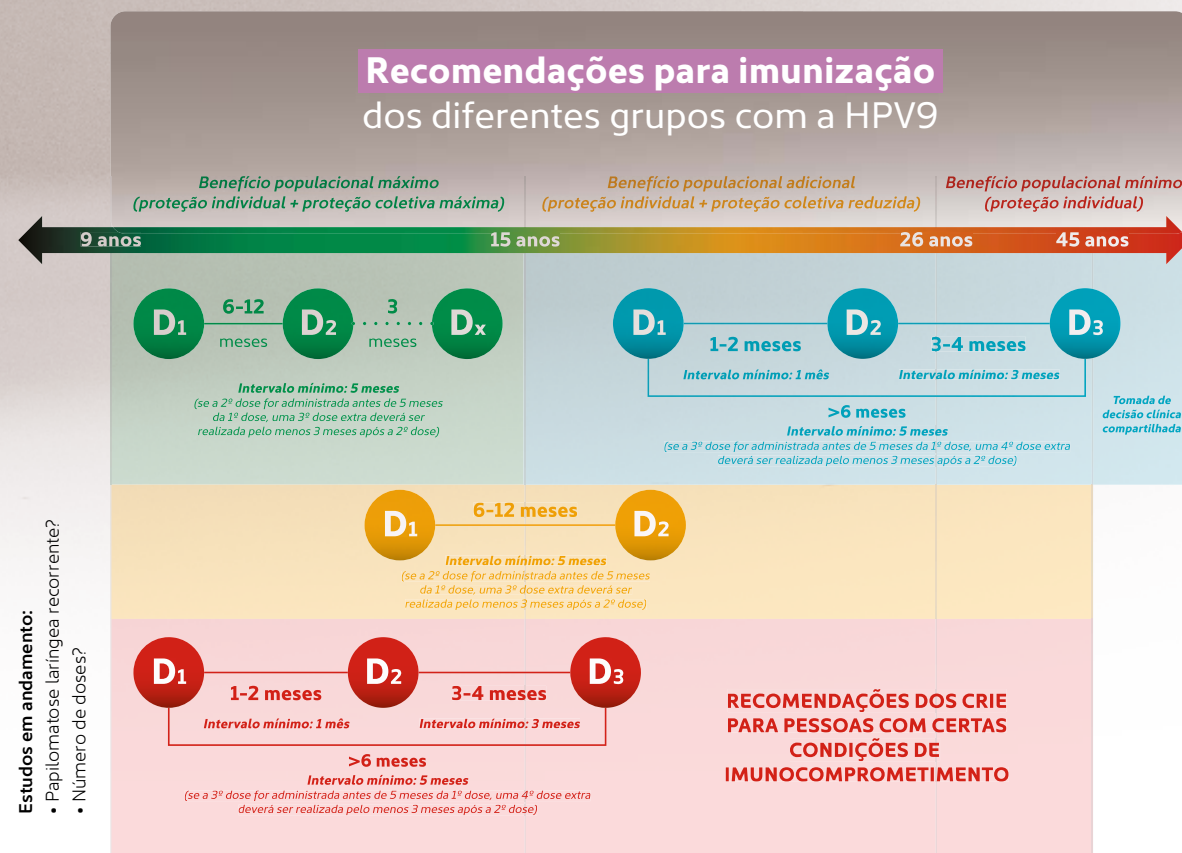 Recomendações para imunização
dos diferentes grupos com a HPV9
Benefício populacional máximo
(proteção individual + proteção coletiva máxima)
Benefício populacional adicional
(proteção individual + proteção coletiva reduzida)
Benefício populacional mínimo
(proteção individual)
9 anos
15 anos
26 anos
45 anos
D1
6-12
meses
D2
3
meses
Dx
Intervalo mínimo: 5 meses
(se a 2ª dose for administrada antes de 5 meses
da 1ª dose, uma 3ª dose extra deverá ser
realizada pelo menos 3 meses após a 2ª dose)
D1
1-2 meses
Intervalo mínimo: 1 mês
D2
3-4 meses
Intervalo mínimo: 3 meses
D3
>6 meses
Intervalo mínimo: 5 meses
(se a 3ª dose for administrada antes de 5 meses da 1ª dose, uma 4ª dose extra
deverá ser realizada pelo menos 3 meses após a 2ª dose)
Tomada de
decisão clínica
compartilhada
D1
6-12 meses
D2
Intervalo mínimo: 5 meses
(se a 2ª dose for administrada antes de 5 meses
da 1ª dose, uma 3ª dose extra deverá ser
realizada pelo menos 3 meses após a 2ª dose)
D1
1-2 meses
Intervalo mínimo: 1 mês
D2
3-4 meses
Intervalo mínimo: 3 meses
D3
>6 meses
Intervalo mínimo: 5 meses
(se a 3ª dose for administrada antes de 5 meses da 1ª dose, uma 4ª dose extra
deverá ser realizada pelo menos 3 meses após a 2ª dose)
RECOMENDAÇÕES DOS CRIE
PARA PESSOAS COM CERTAS
CONDIÇÕES DE
IMUNOCOMPROMETIMENTO
Estudos em andamento:
• Papilomatose laríngea recorrente?
• Número de doses?